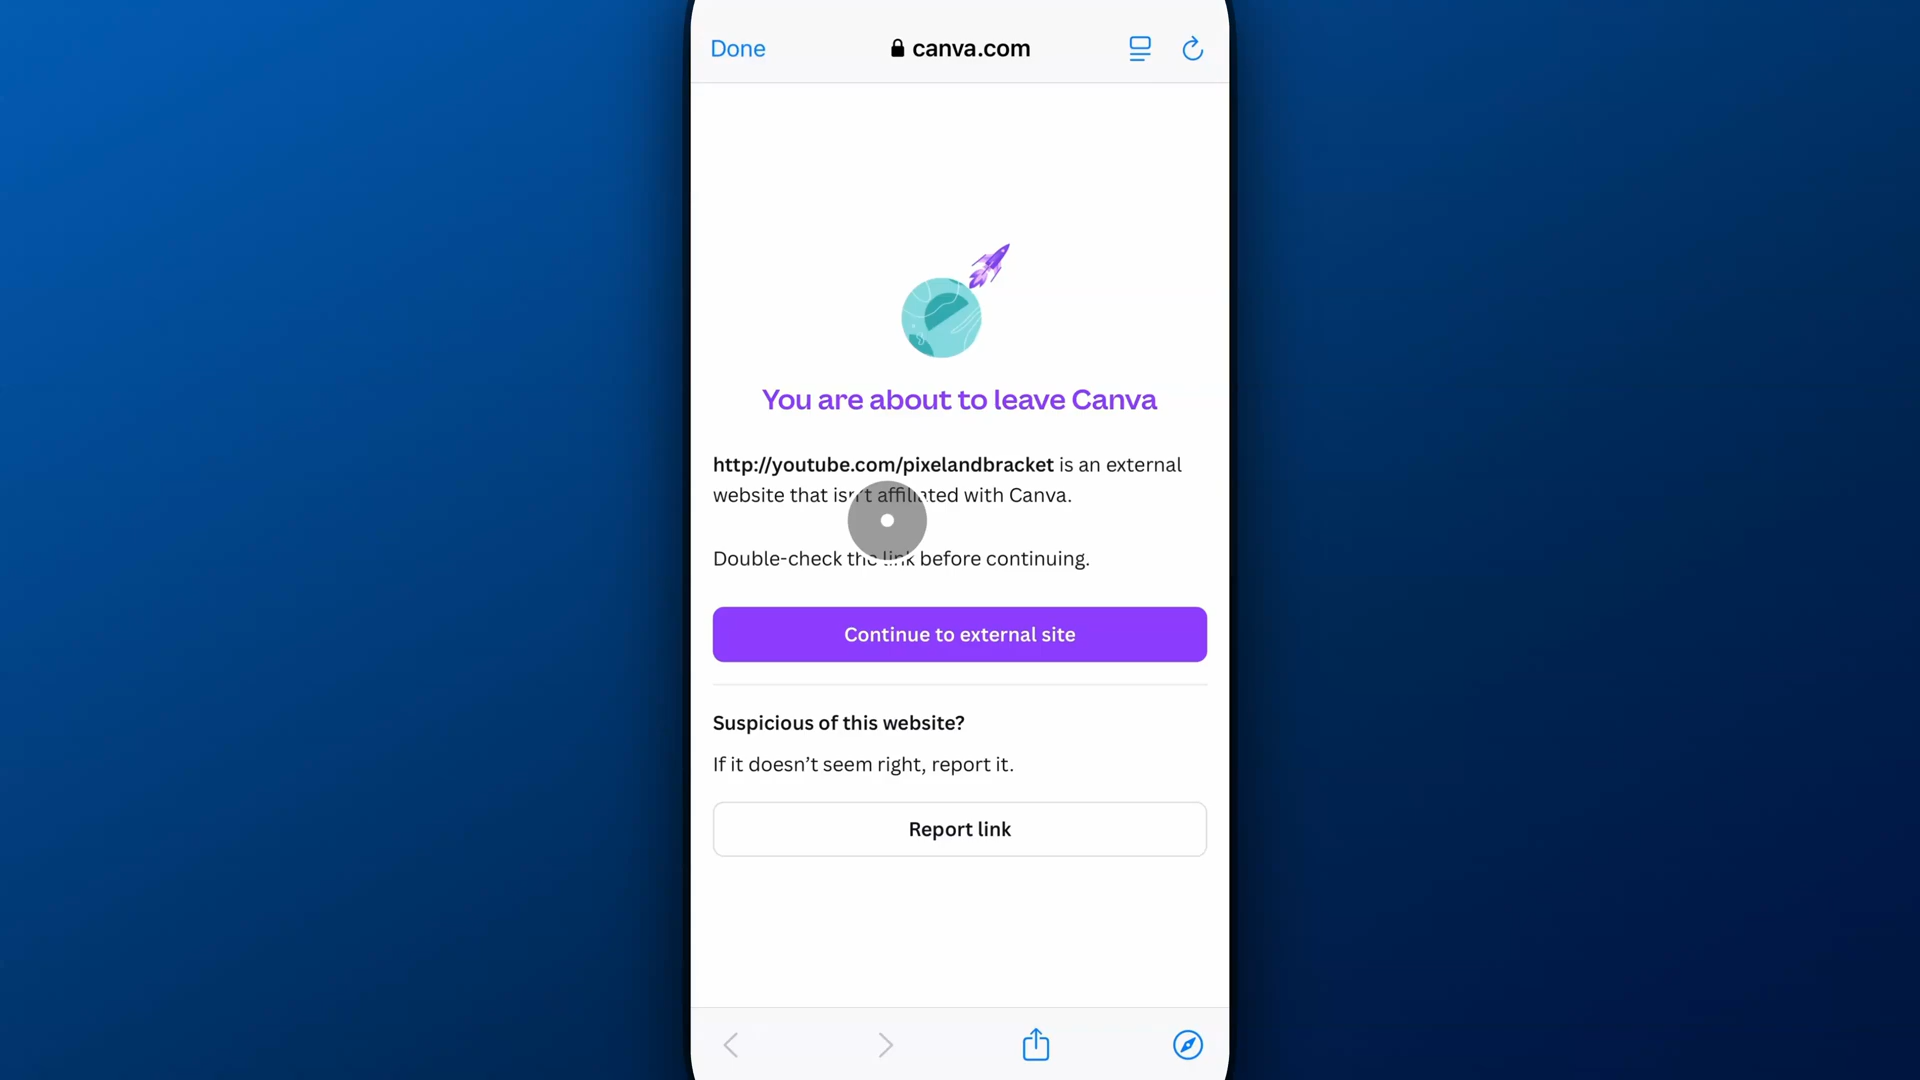 Done
canva.com
You are about to leave Canva
http://youtube.com/pixelandbracket is an external
website that isn't affiliated with Canva.
Double-check the link before continuing.
Continue to external site
Suspicious of this website?
If it doesn’t seem right, report it.
Report link